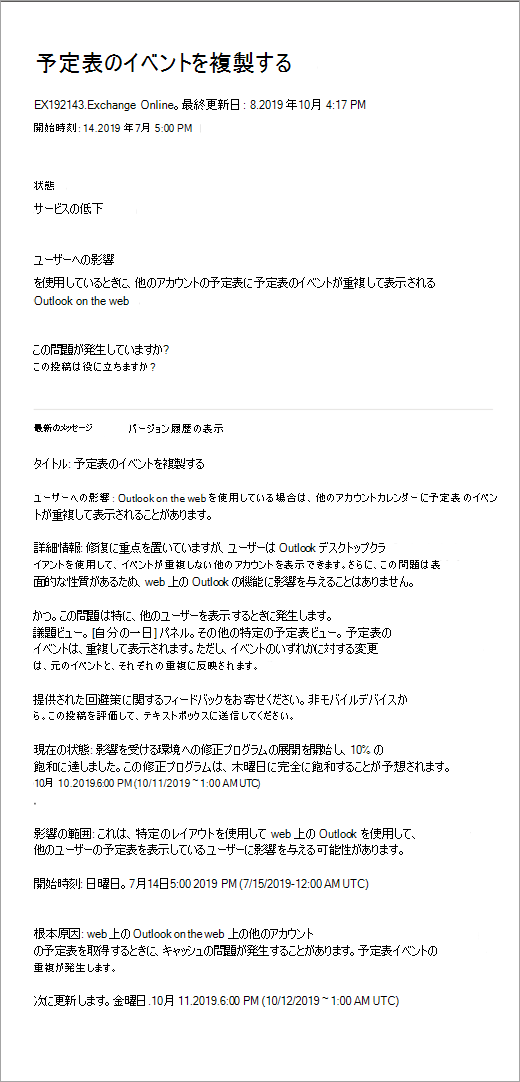 予定表のイベントを複製する
EX192143.Exchange Online。最終更新日: 8.2019 年10月 4:17 PM
開始時刻: 14.2019 年7月 5:00 PM
状態
サービスの低下
ユーザーへの影響
を使用しているときに、他のアカウントの予定表に予定表のイベントが重複して表示される
Outlook on the web
この問題が発生していますか?
この投稿は役に立ちますか?
最新のメッセージ バージョン履歴の表示
タイトル: 予定表のイベントを複製する
ユーザーへの影響: Outlook on the web を使用している場合は、他のアカウントカレンダーに予定表 のイベン
トが重複して表示されることがあります。
詳細情報: 修復に重点を置いていますが、ユーザーは Outlook デスクトップクラ
イアントを使用して、イベントが重複しない他のアカウントを表示できます。さらに、この問題は表
面的な性質があるため、web 上の Outlook の機能に影響を与えることはありません。
かつ。この問題は特に、他のユーザーを表示するときに発生します。
議題ビュー。[自分の一日] パネル。その他の特定の予定表ビュー。予定表の
イベントは、重複して表示されます。ただし、イベントのいずれかに対する変更
は、元のイベントと、それぞれの重複に反映されます。
提供された回避策に関するフィードバックをお寄せください。非モバイルデバイスか
ら。この投稿を評価して、テキストボックスに送信してください。
現在の状態: 影響を受ける環境への修正プログラムの展開を開始し、10% の
飽和に達しました。この修正プログラムは、木曜日に完全に飽和することが予想されます。
10月 10.2019.6:00 PM (10/11/2019 ~ 1:00 AM UTC)
。
影響の範囲: これは、特定のレイアウトを使用して web 上の Outlook を使用して、
他のユーザーの予定表を表示しているユーザーに影響を与える可能性があります。
開始時刻: 日曜日。7月14日5:00 2019 PM (7/15/2019-12:00 AM UTC)
根本原因: web 上の Outlook on the web 上の他のアカウント
の予定表を取得するときに、キャッシュの問題が発生することがあります。予定表イベントの
重複が発生します。
次に更新します。金曜日.10月 11.2019.6:00 PM (10/12/2019 ~ 1:00 AM UTC)